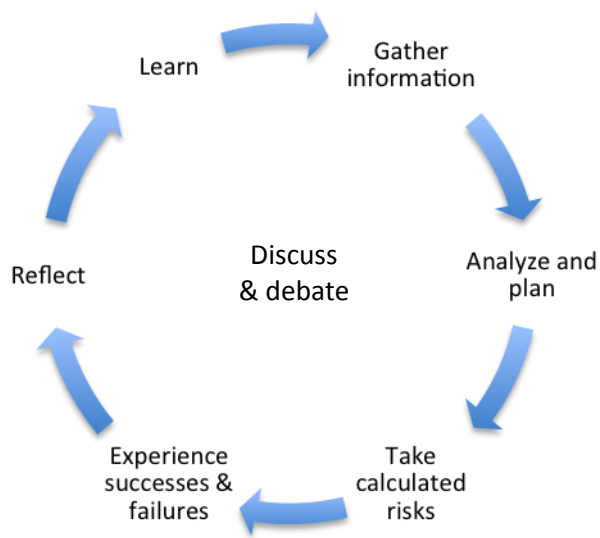 Learn
Gather
information
Analyze and
plan
Take
calculated
risks
Experience
successes &
failures
Reflect
Discuss
& debate